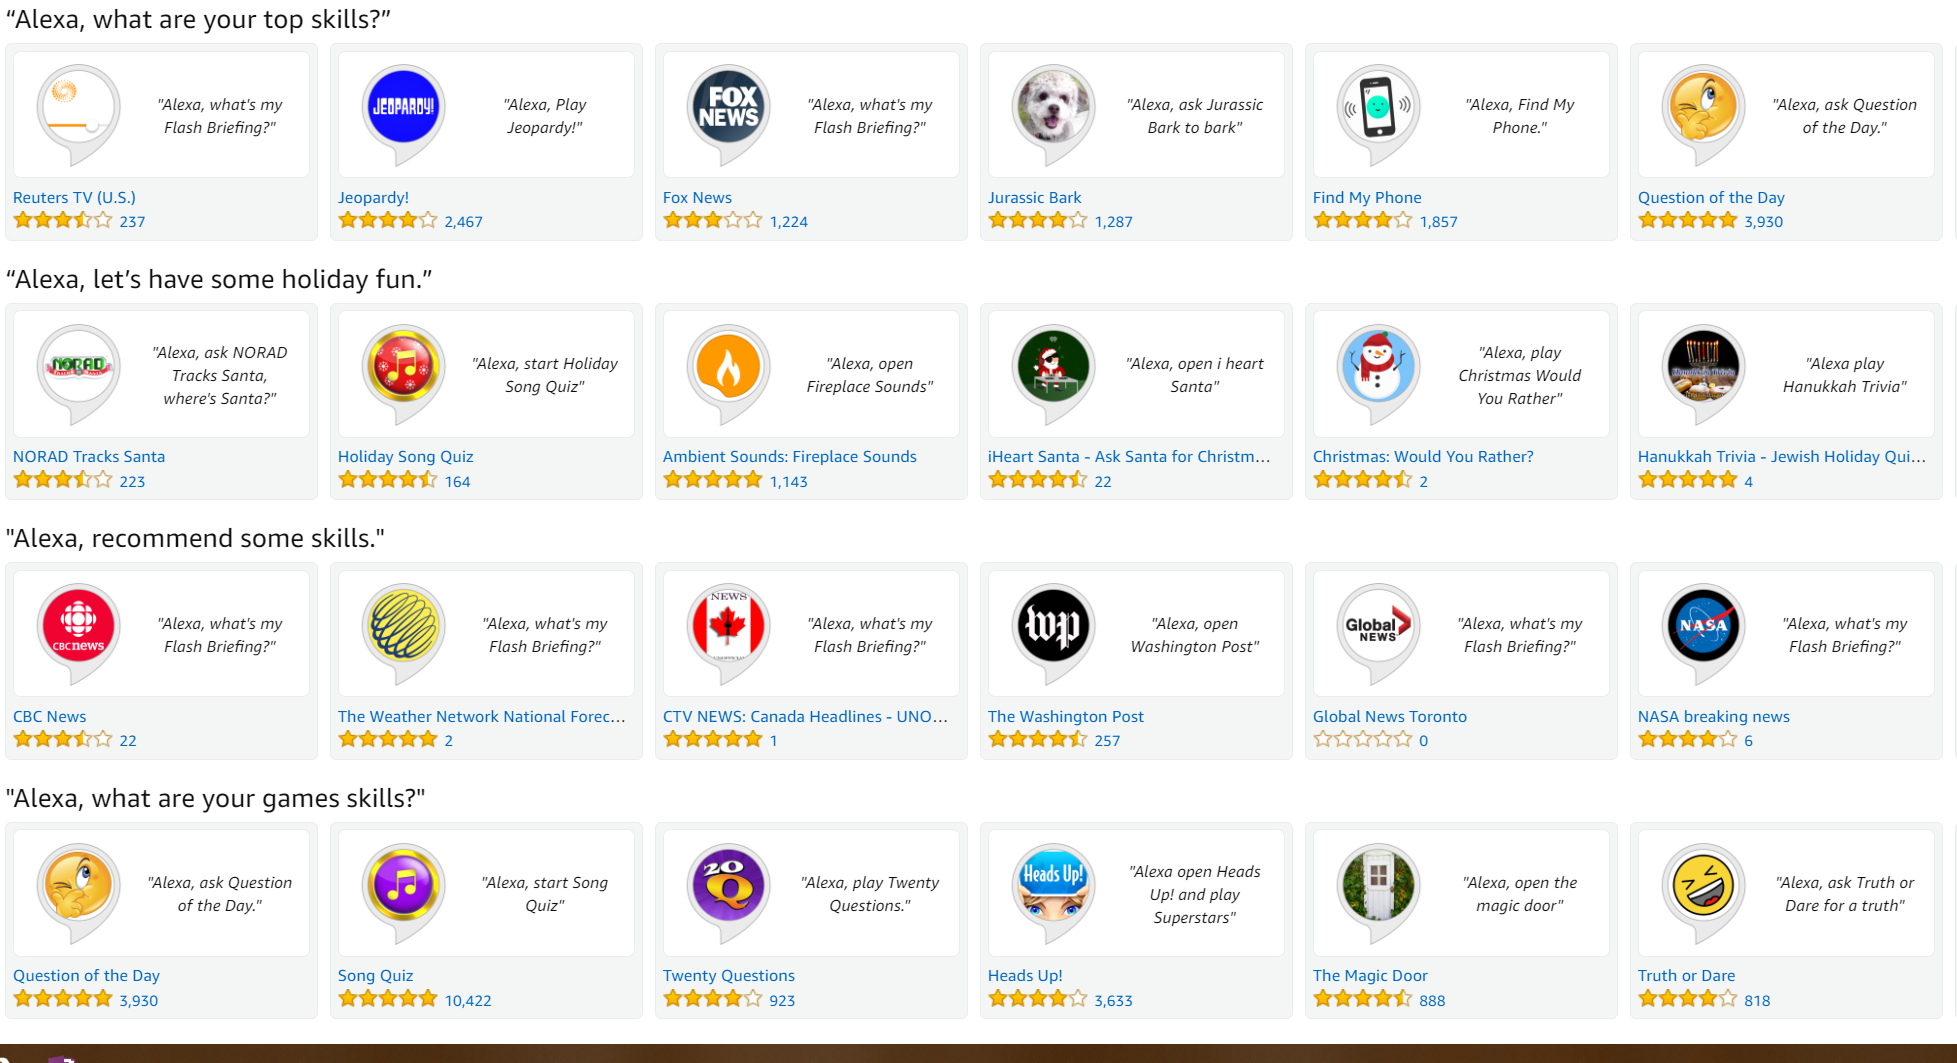 “Alexa, what are your top skills?”
"Alexa, what's my
Flash Briefing?"
Reuters TV (U.S.)
237
JEOPARDY!
"Alexa, Play
Jeopardy!"
Jeopardy!
2,467
FOX
NEWS
"Alexa, what's my
Flash Briefing?"
Fox News
1,224
"Alexa, ask Jurassic
Bark to bark"
Jurassic Bark
1,287
"Alexa, Find My
Phone."
Find My Phone
1,857
"Alexa, ask Question
of the Day."
Question of the Day
3,930
“Alexa, let’s have some holiday fun.”
NORAD
"Alexa, ask NORAD
Tracks Santa,
where's Santa?"
NORAD Tracks Santa
223
"Alexa, start Holiday
Song Quiz"
Holiday Song Quiz
164
"Alexa, open
Fireplace Sounds"
Ambient Sounds: Fireplace Sounds
1,143
"Alexa, open i heart
Santa"
iHeart Santa - Ask Santa for Christm...
22
"Alexa, play
Christmas Would
You Rather"
Christmas: Would You Rather?
2
Hanukkah Trivia
"Alexa play
Hanukkah Trivia"
Hanukkah Trivia - Jewish Holiday Qui...
4
"Alexa, recommend some skills."
CBC news
"Alexa, what's my
Flash Briefing?"
CBC News
22
"Alexa, what's my
Flash Briefing?"
The Weather Network National Forec...
2
NEWS
UNOFFICIAL
"Alexa, what's my
Flash Briefing?"
CTV NEWS: Canada Headlines - UNO...
1
wp
"Alexa, open
Washington Post"
The Washington Post
257
Global
NEWS
"Alexa, what's my
Flash Briefing?"
Global News Toronto
0
NASA
"Alexa, what's my
Flash Briefing?"
NASA breaking news
6
"Alexa, what are your games skills?"
"Alexa, ask Question
of the Day."
Question of the Day
3,930
"Alexa, start Song
Quiz"
Song Quiz
10,422
20
Q
"Alexa, play Twenty
Questions."
Twenty Questions
923
Heads Up!
"Alexa open Heads
Up! and play
Superstars"
Heads Up!
3,633
"Alexa, open the
magic door"
The Magic Door
888
"Alexa, ask Truth or
Dare for a truth"
Truth or Dare
818